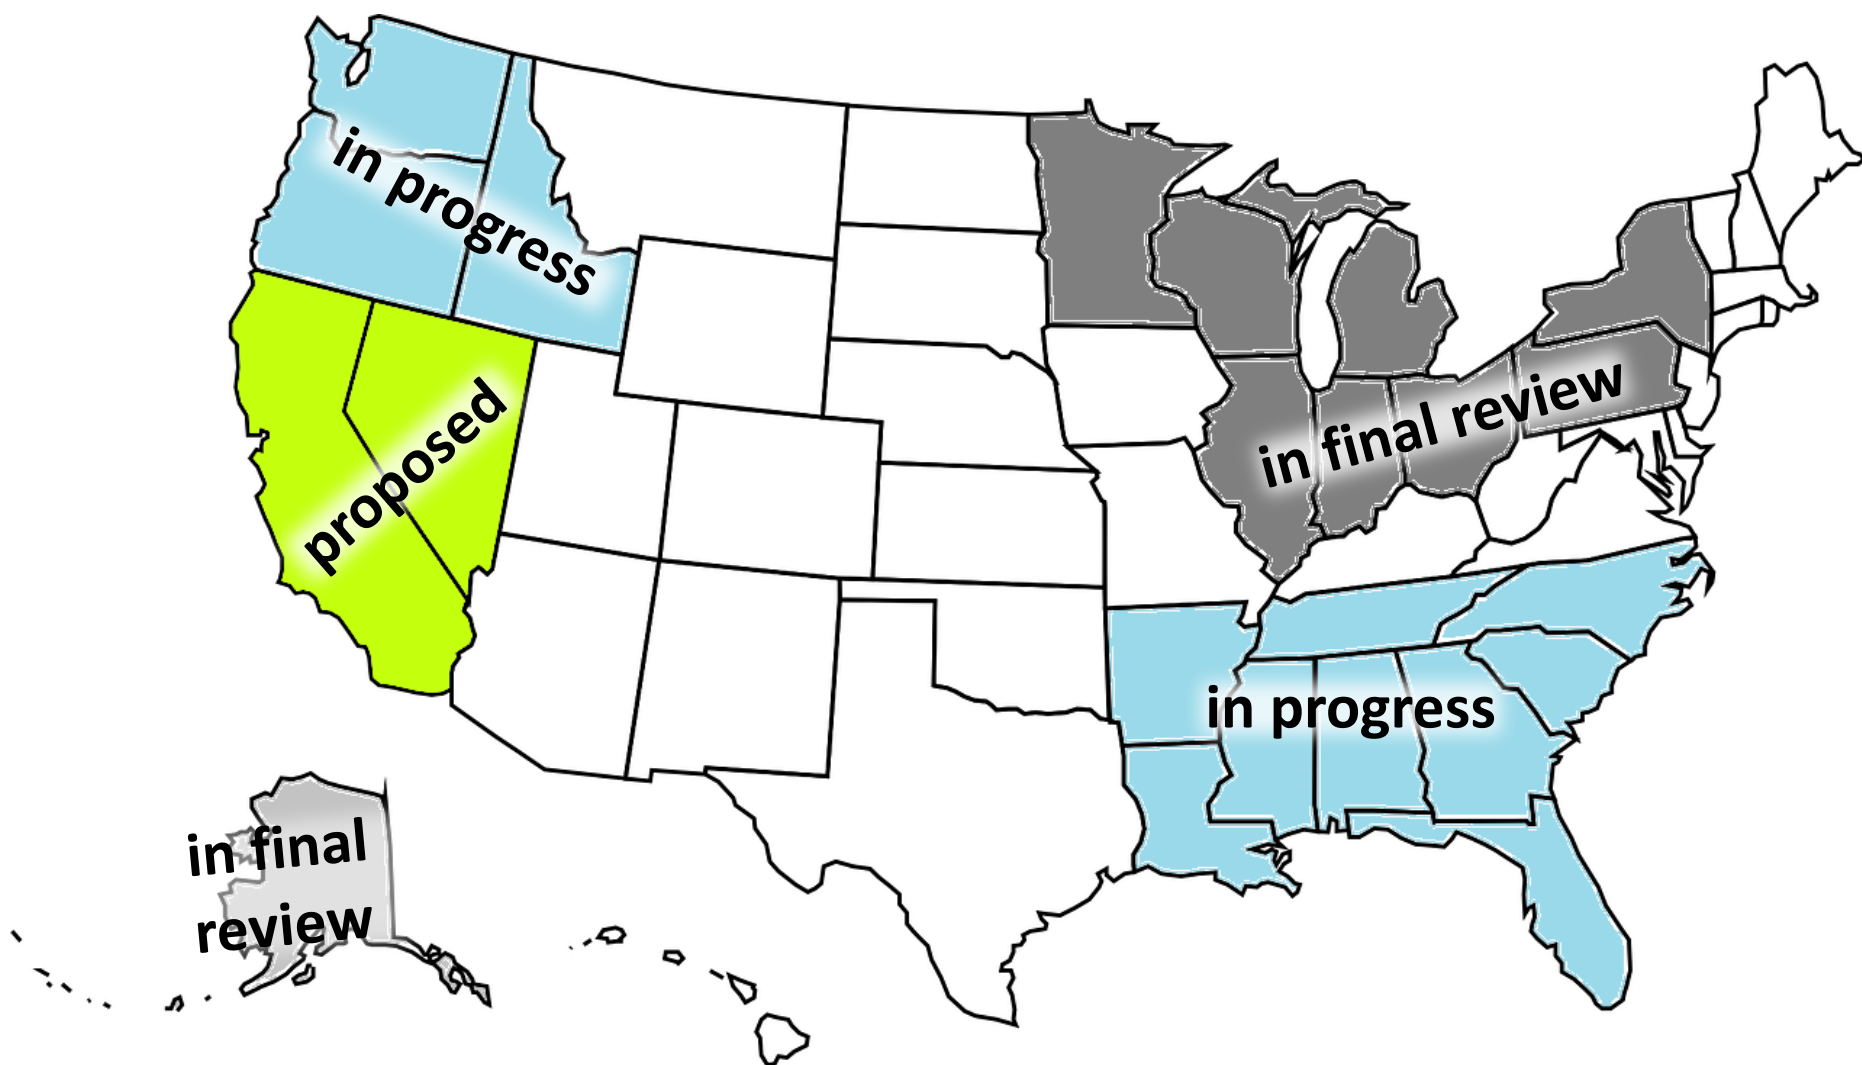 in progress
in final review
proposed
in progress
in final
review